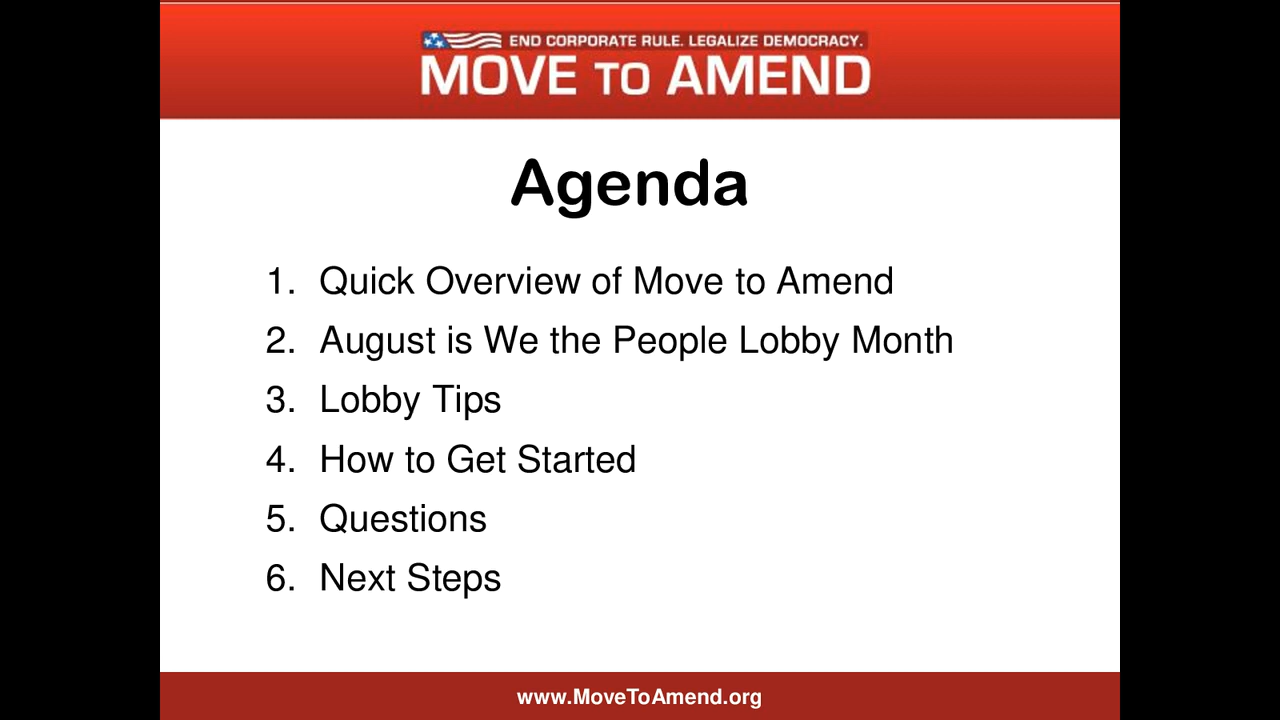 END CORPORATE RULE. LEGALIZE DEMOCRACY.
MOVE TO AMEND
Agenda
1. Quick Overview of Move to Amend
2. August is We the People Lobby Month
3. Lobby Tips
4. How to Get Started
5. Questions
6. Next Steps
www.MoveToAmend.org